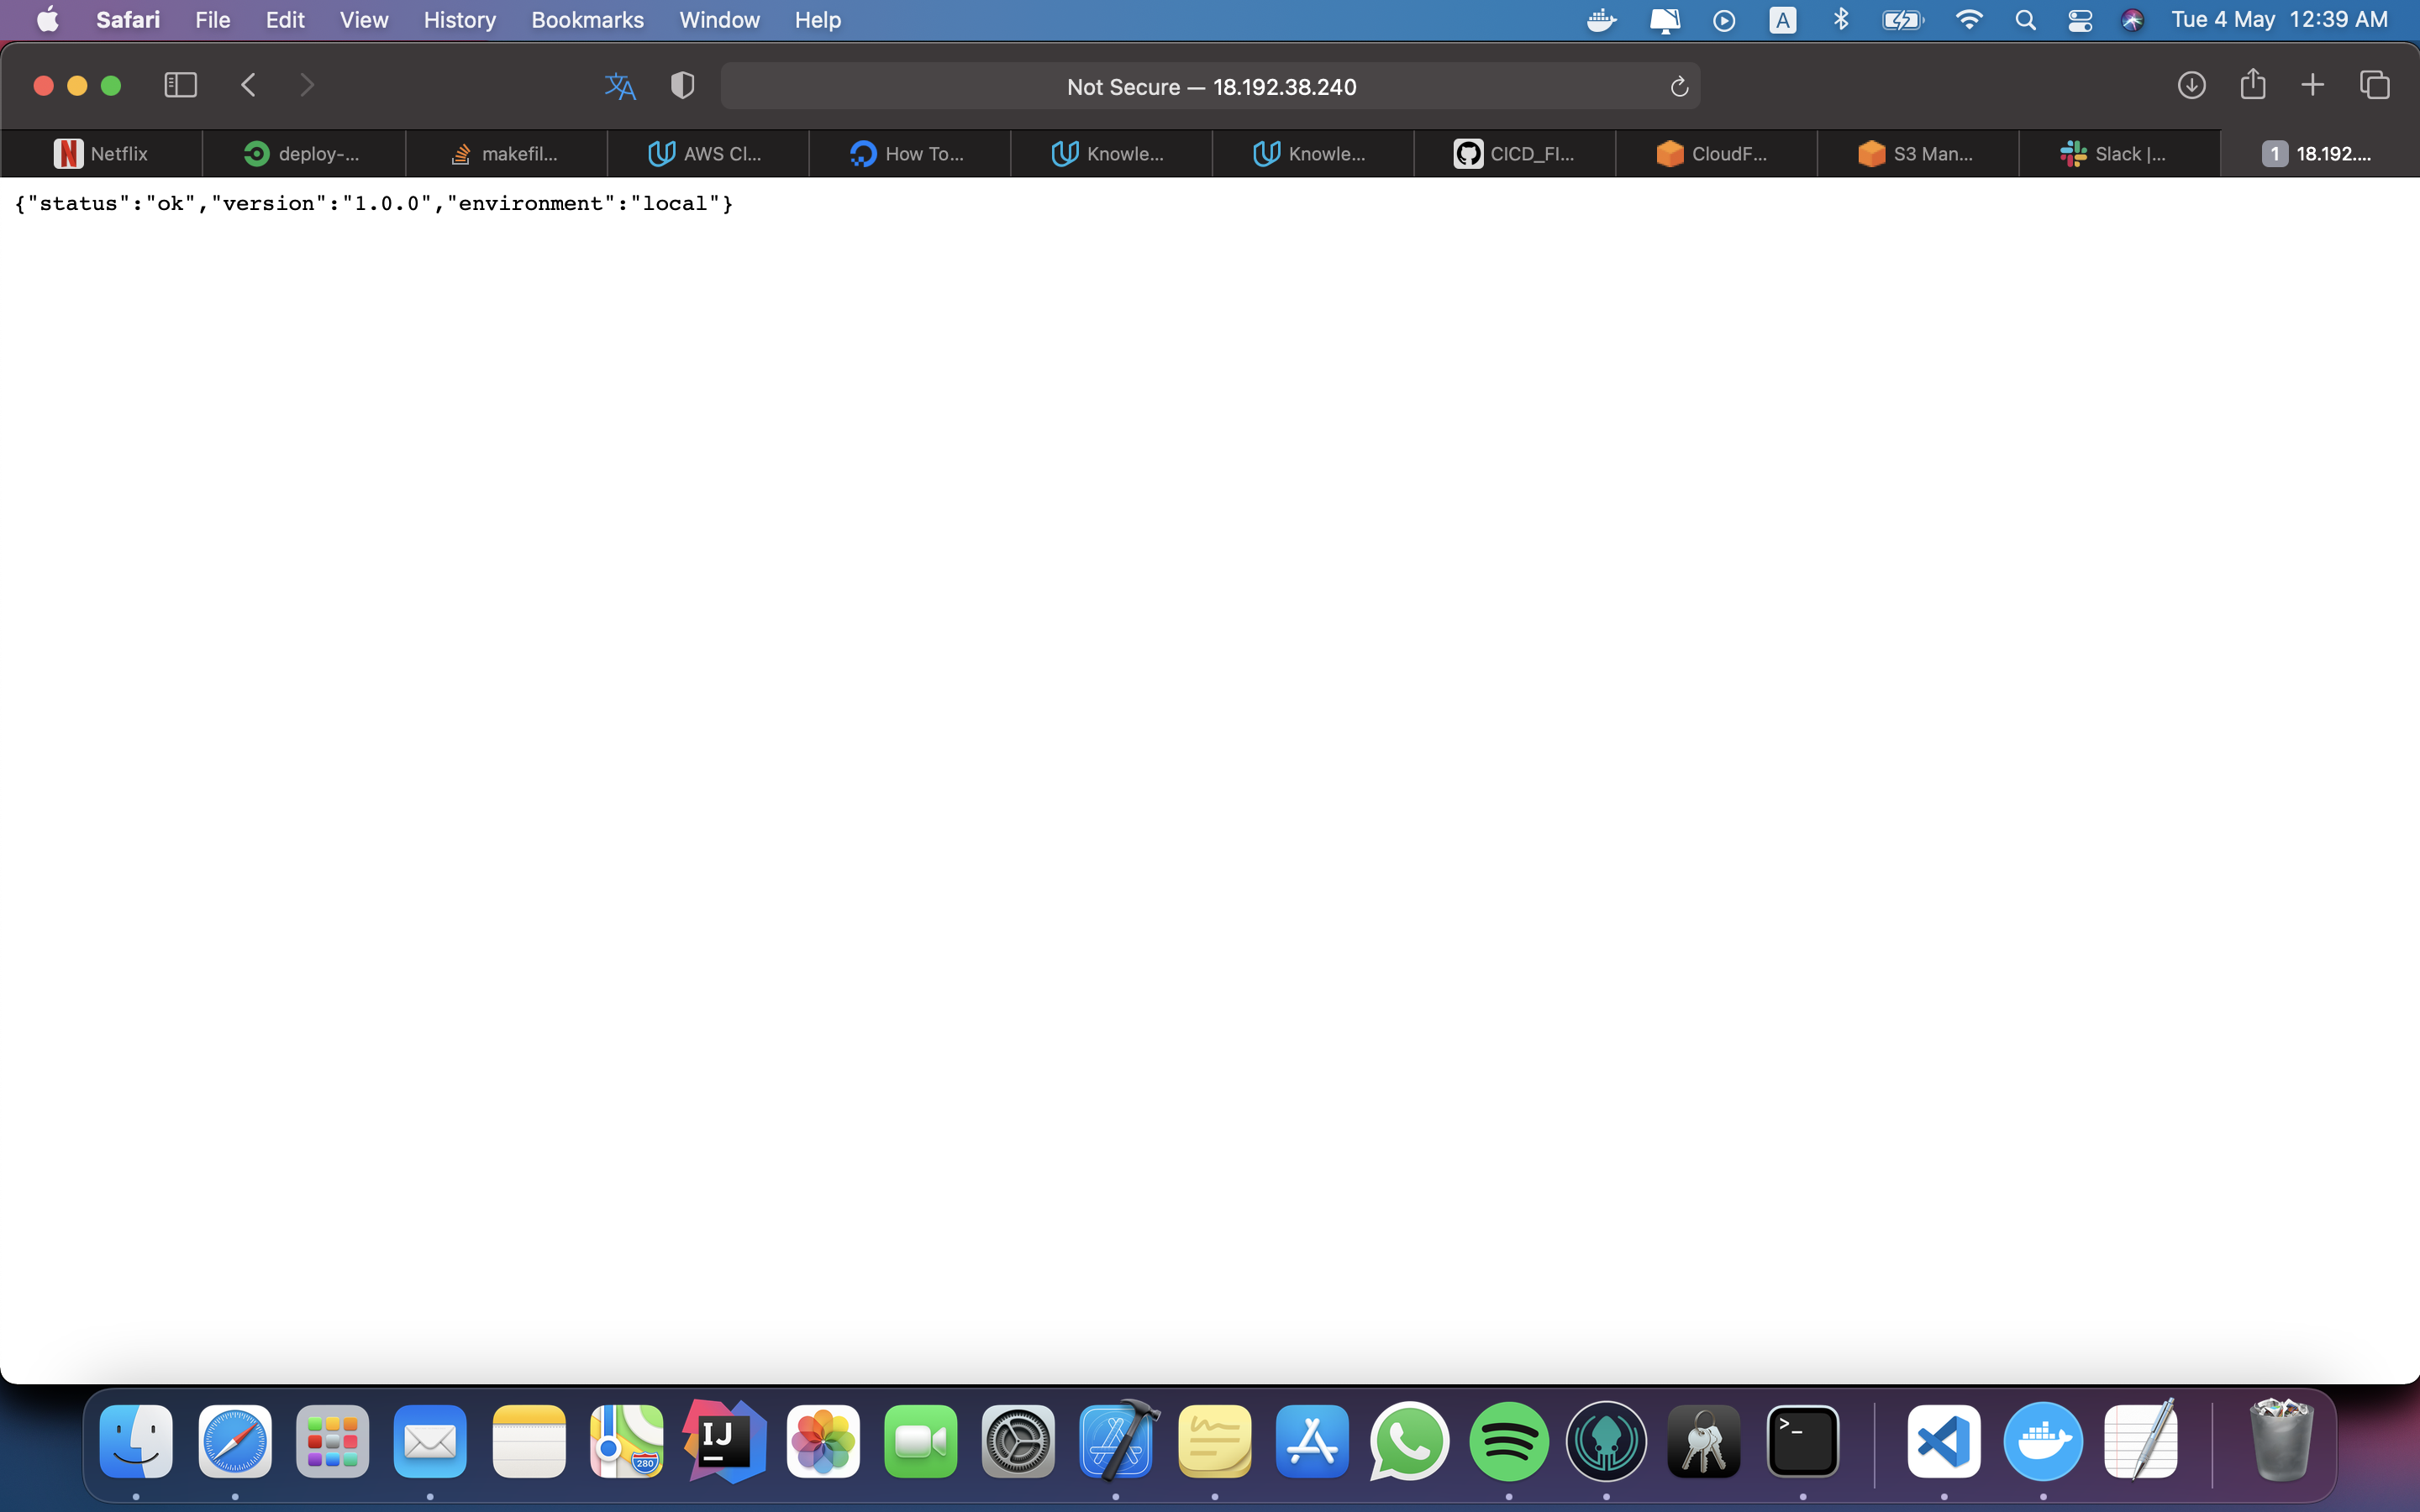 Safari File Edit View History Bookmarks Window Help A Tue 4 May 12:39 AM
Not Secure — 18.192.38.240
N Netflix deploy-... makefil... AWS Cl... How To... Knowle... Knowle... CICD_FI... CloudF... S3 Man... Slack |... 1 18.192....
{"status":"ok","version":"1.0.0","environment":"local"}
280 IJ >_